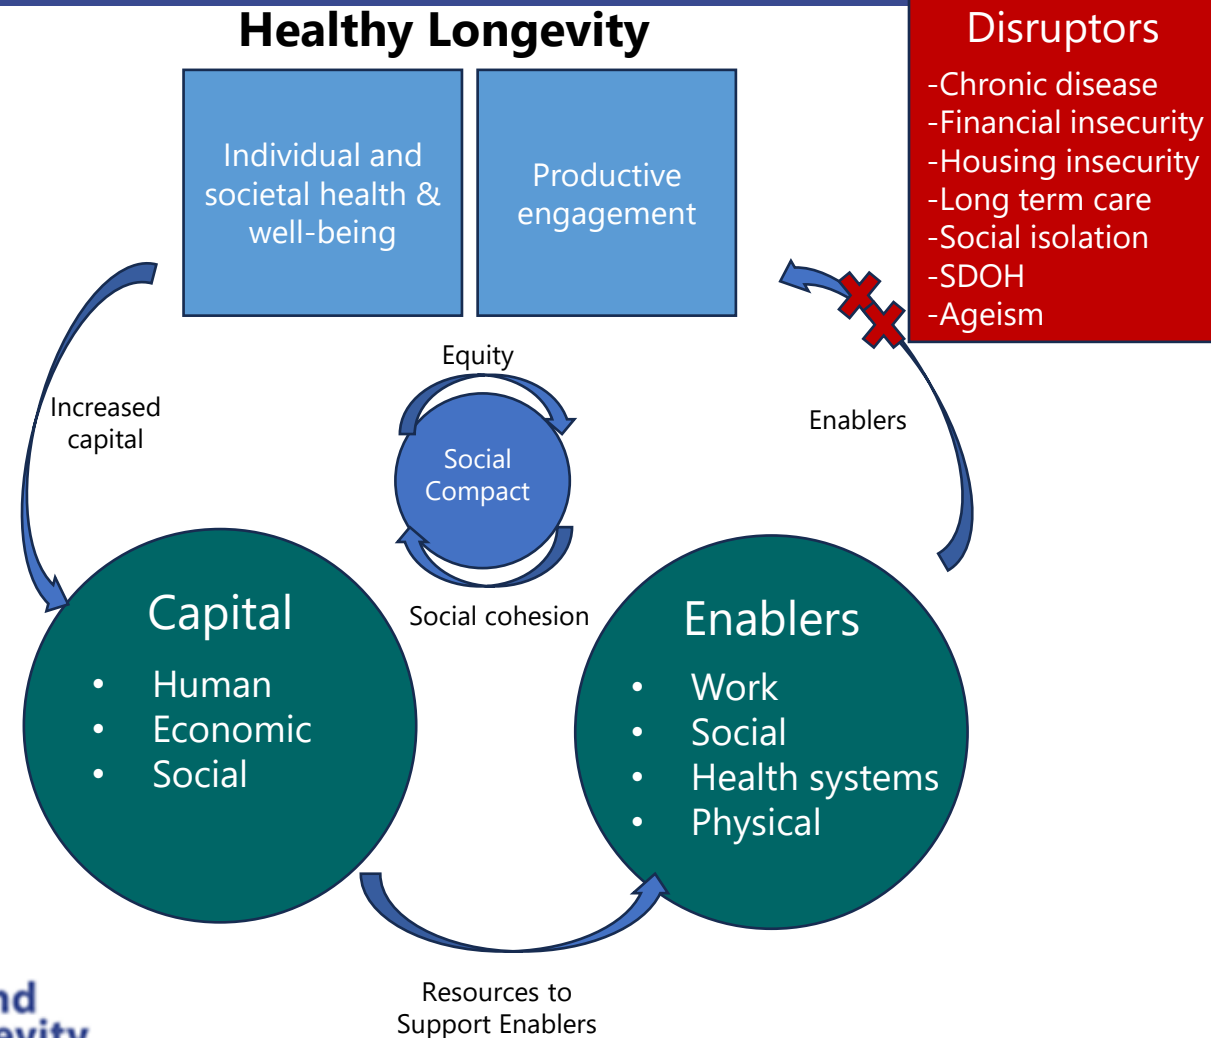 Healthy Longevity
Individual and
societal health &
well-being
Productive
engagement
Disruptors
-Chronic disease
-Financial insecurity
-Housing insecurity
-Long term care
-Social isolation
-SDOH
-Ageism
Increased
capital
Equity
Social
Compact
Social cohesion
Enablers
Capital
• Human
• Economic
• Social
Enablers
• Work
• Social
• Health systems
• Physical
Resources to
Support Enablers